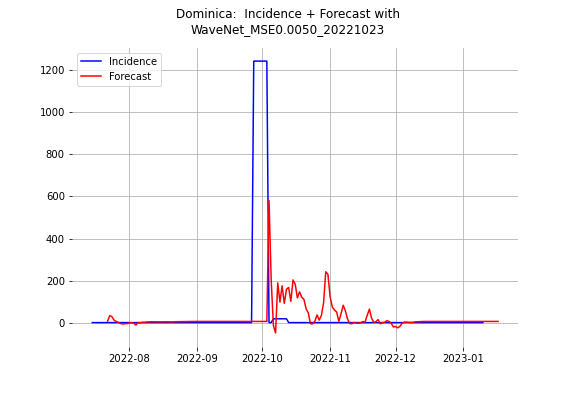 Dominica:  Incidence + Forecast with
WaveNet_MSE0.0050_20221023
Incidence
Forecast
1200
1000
800
600
400
200
0
2022-08 2022-09 2022-10 2022-11 2022-12 2023-01